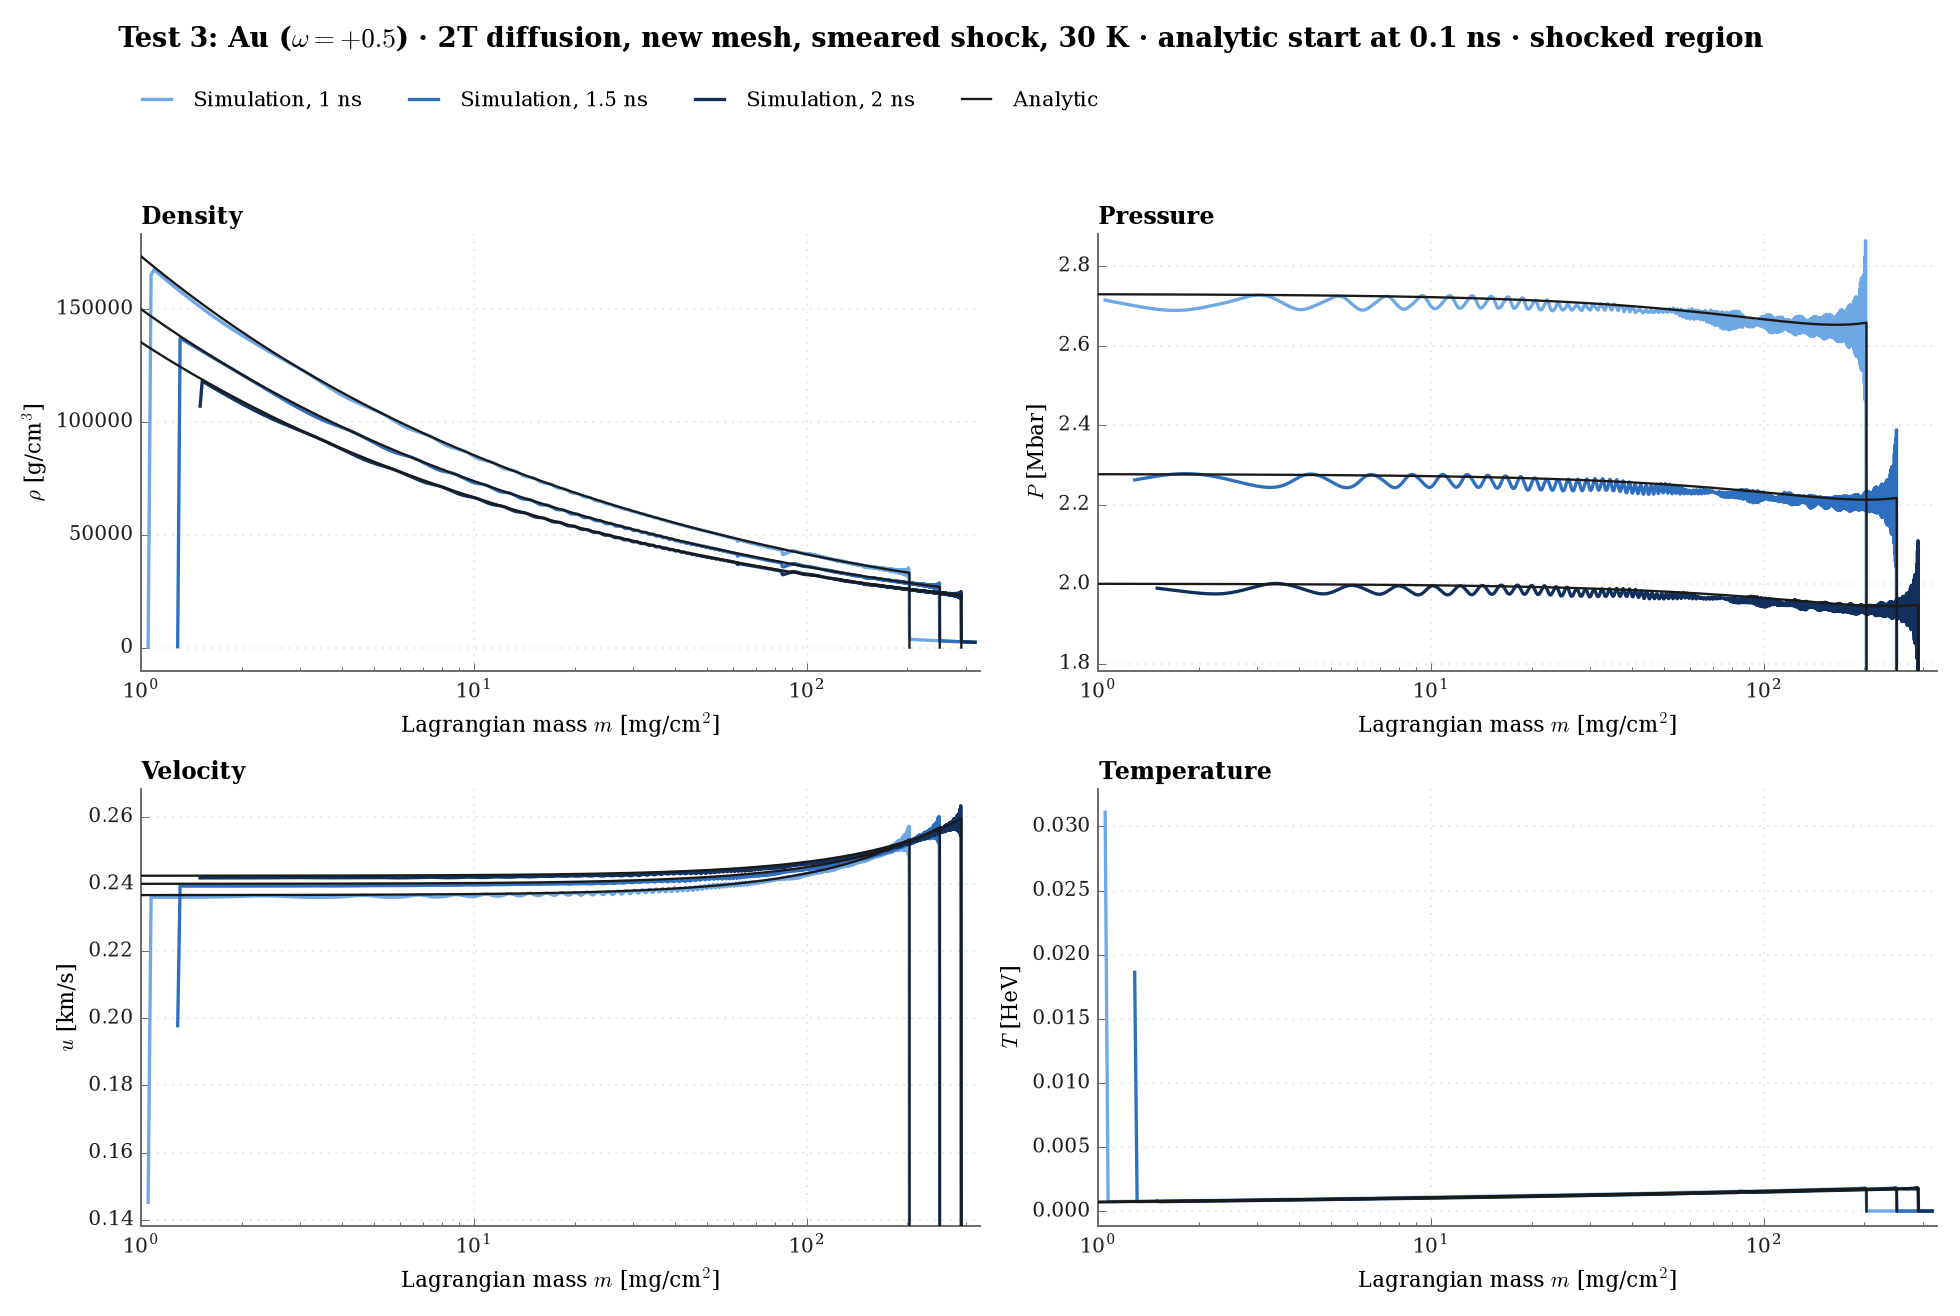 Test 3: Au (ω = +0.5) · 2T diffusion, new mesh, smeared shock, 30 K · analytic start at 0.1 ns · shocked region
Simulation, 1 ns Simulation, 1.5 ns Simulation, 2 ns Analytic
Density
ρ [g/cm³]
150000
100000
50000
0
10⁰ 10¹ 10²
Lagrangian mass m [mg/cm²]
Pressure
P [Mbar]
2.8
2.6
2.4
2.2
2.0
1.8
10⁰ 10¹ 10²
Lagrangian mass m [mg/cm²]
Velocity
u [km/s]
0.26
0.24
0.22
0.20
0.18
0.16
0.14
10⁰ 10¹ 10²
Lagrangian mass m [mg/cm²]
Temperature
T [HeV]
0.030
0.025
0.020
0.015
0.010
0.005
0.000
10⁰ 10¹ 10²
Lagrangian mass m [mg/cm²]